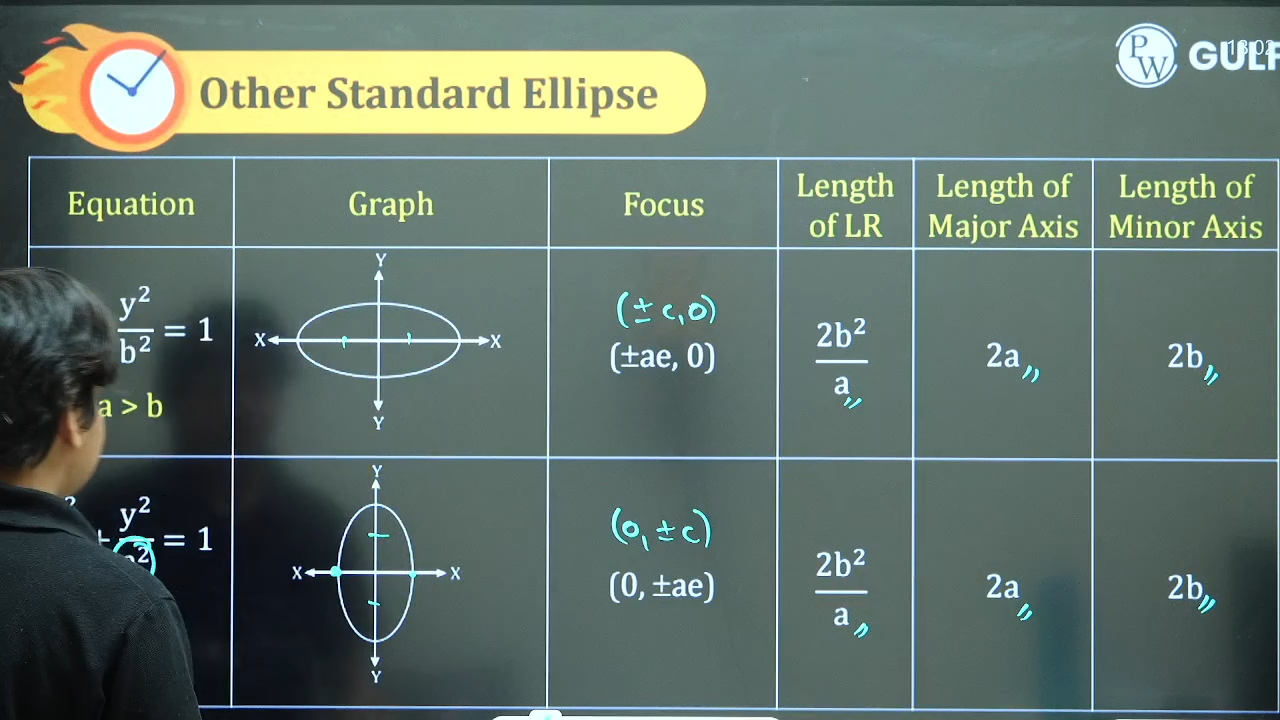 PW GULF
Other Standard Ellipse
Equation
Graph
Focus
Length
of LR
Length of
Major Axis
Length of
Minor Axis
y²/b² = 1
a > b
Y
X X
Y
(± c, 0)
(±ae, 0)
2b²/a
2a
2b
y²/a² = 1
Y
X X
Y
(0, ± c)
(0, ±ae)
2b²/a
2a
2b